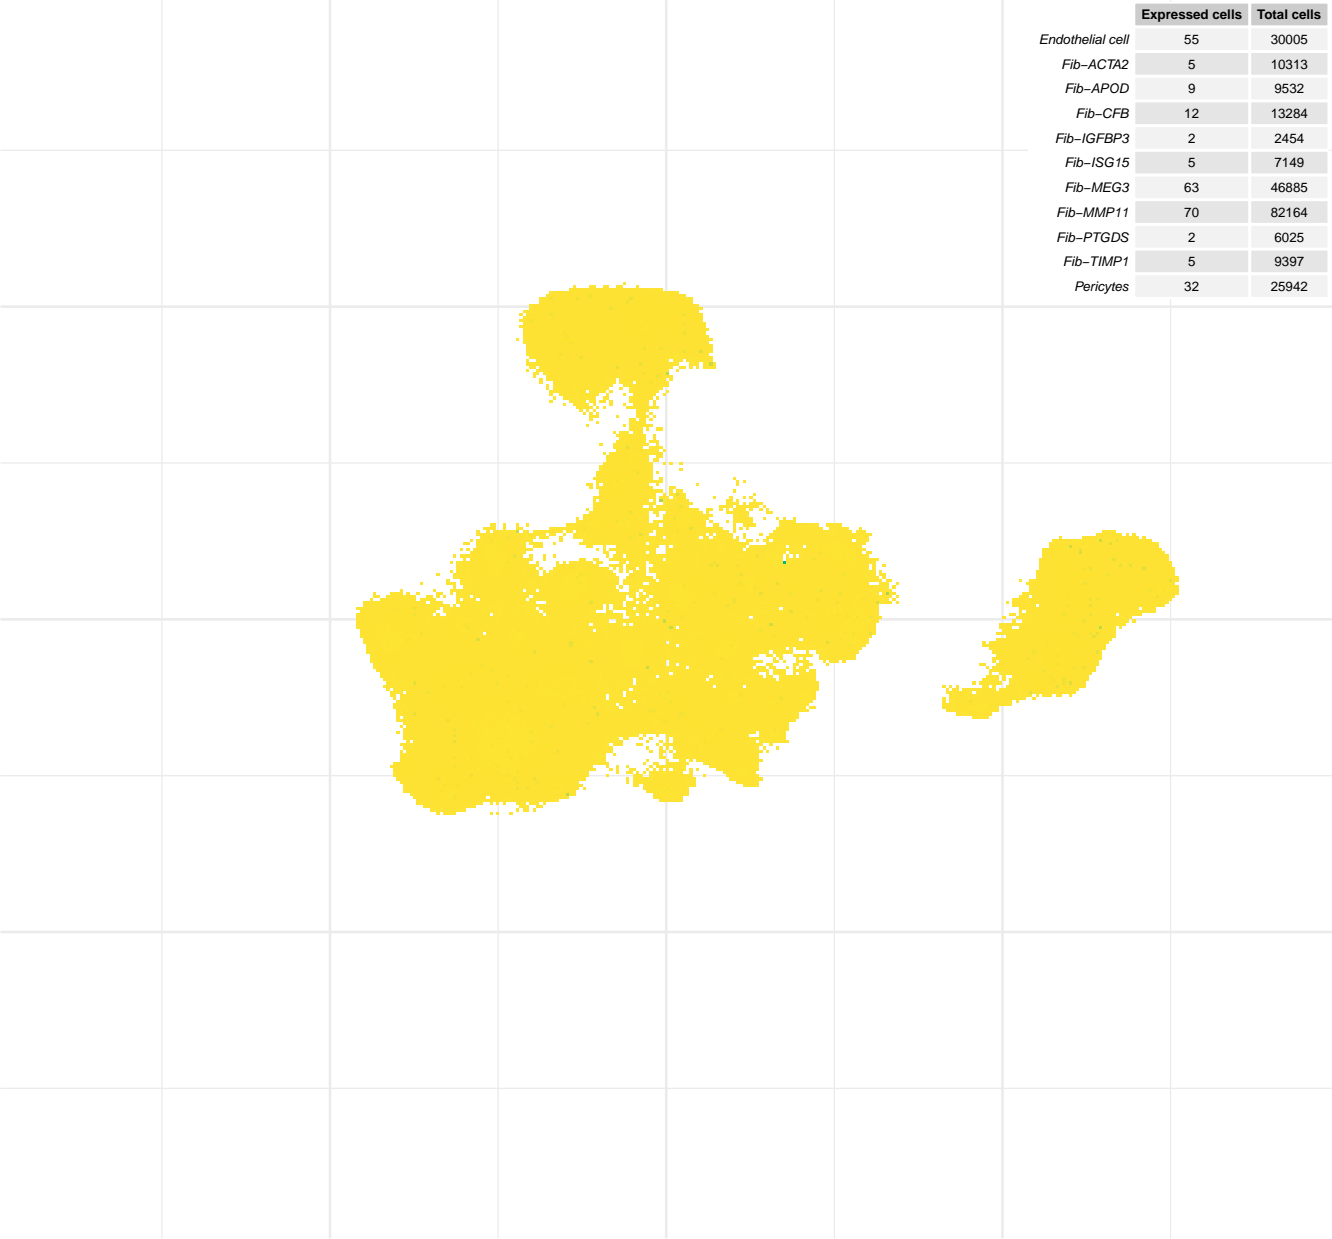 Expressed cells Total cells
Endothelial cell 55 30005
Fib−ACTA2 5 10313
Fib−APOD 9 9532
Fib−CFB 12 13284
Fib−IGFBP3 2 2454
Fib−ISG15 5 7149
Fib−MEG3 63 46885
Fib−MMP11 70 82164
Fib−PTGDS 2 6025
Fib−TIMP1 5 9397
Pericytes 32 25942